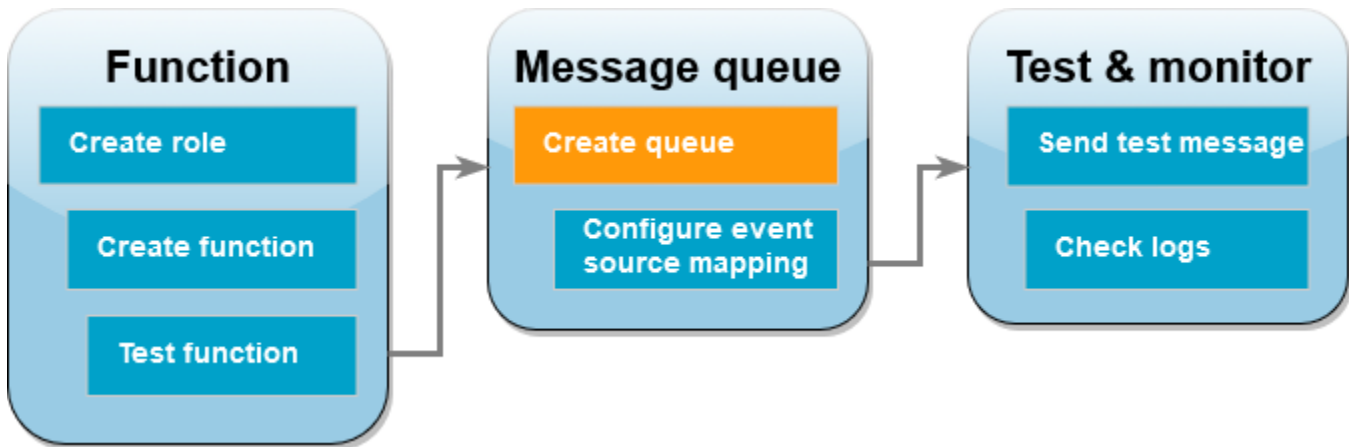 Function
Create role
Create function
Test function
Message queue
Create queue
Configure event
source mapping
Test & monitor
Send test message
Check logs